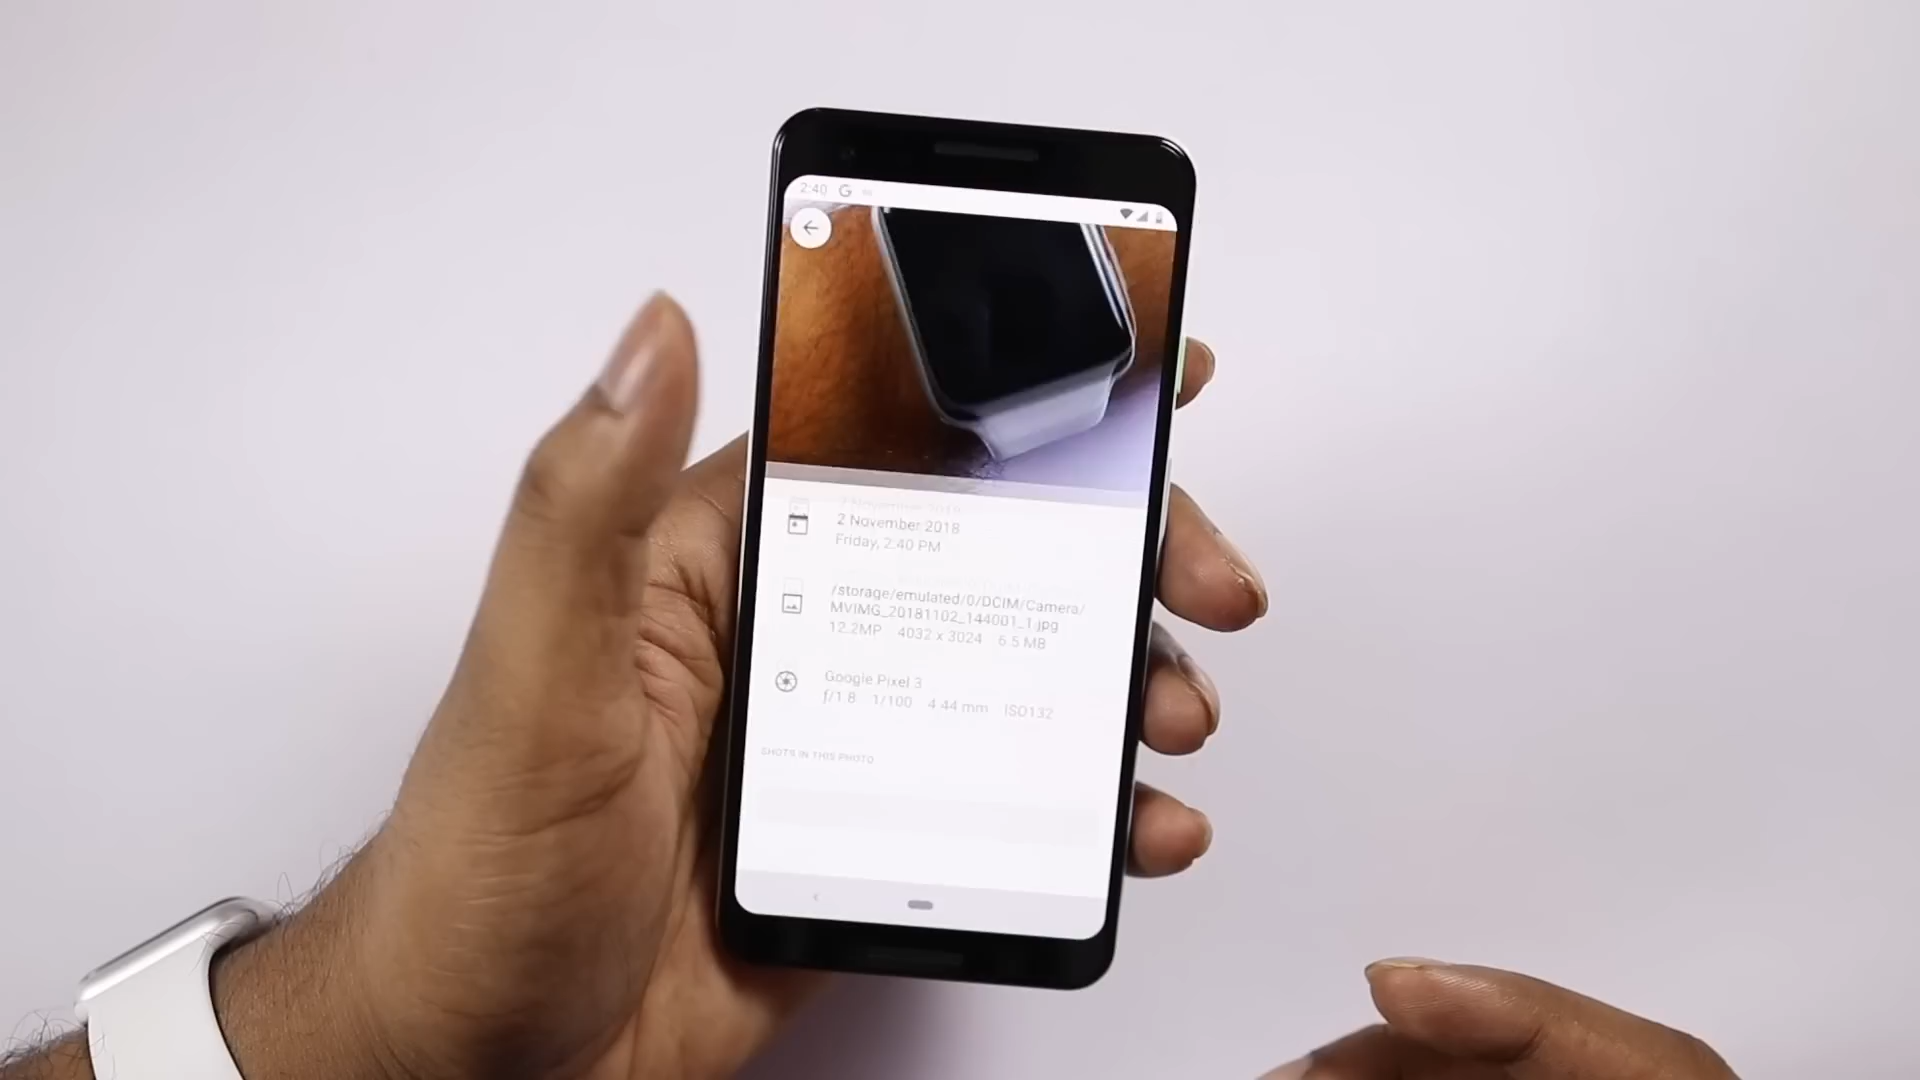 2:40 G
2 November 2018
Friday, 2:40 PM
/storage/emulated/0/DCIM/Camera/
MVIMG_20181102_144001_1.jpg
12.2MP 4032 x 3024 6.5 MB
Google Pixel 3
ƒ/1.8 1/100 4.44 mm ISO132
SHOTS IN THIS PHOTO